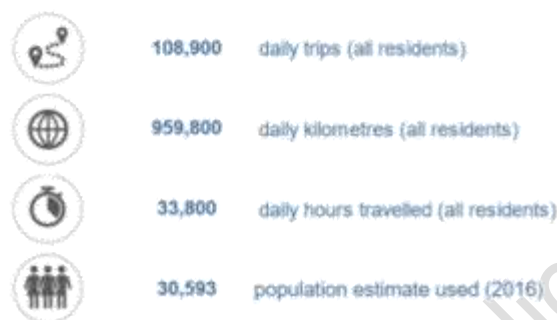 108,900 daily trips (all residents)
959,800 daily kilometres (all residents)
33,800 daily hours travelled (all residents)
30,593 population estimate used (2016)